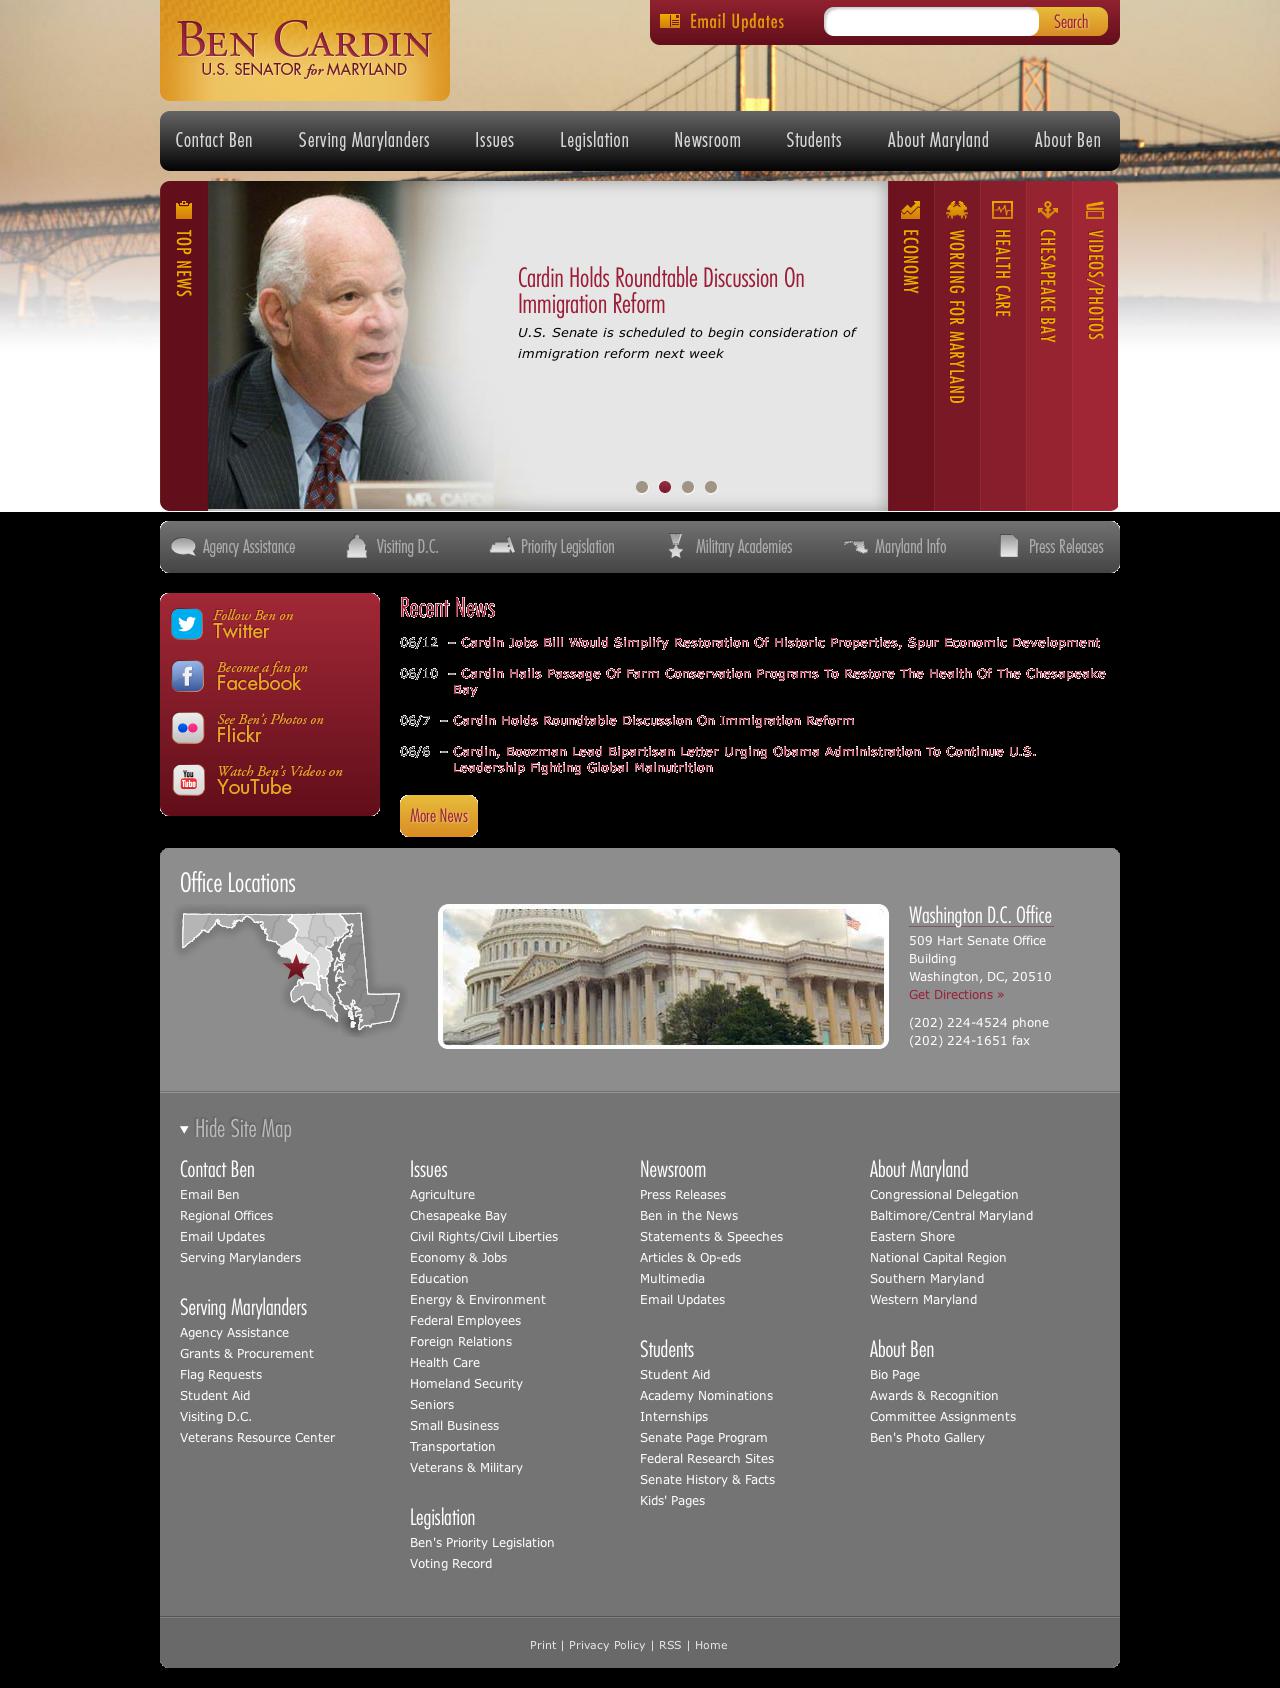 BEN CARDIN
U.S. SENATOR for MARYLAND
Email Updates
Search
Contact Ben
Serving Marylanders
Issues
Legislation
Newsroom
Students
About Maryland
About Ben
TOP NEWS
MR. CARDIN
Cardin Holds Roundtable Discussion On
Immigration Reform
U.S. Senate is scheduled to begin consideration of
immigration reform next week
ECONOMY
WORKING FOR MARYLAND
HEALTH CARE
CHESAPEAKE BAY
VIDEOS/PHOTOS
Agency Assistance
Visiting D.C.
Priority Legislation
Military Academies
Maryland Info
Press Releases
Follow Ben on
Twitter
Become a fan on
Facebook
See Ben's Photos on
Flickr
You
Tube
Watch Ben's Videos on
YouTube
Recent News
06/12 – Cardin Jobs Bill Would Simplify Restoration Of Historic Properties, Spur Economic Development
06/10 – Cardin Hails Passage Of Farm Conservation Programs To Restore The Health Of The Chesapeake
Bay
06/7 – Cardin Holds Roundtable Discussion On Immigration Reform
06/6 – Cardin, Boozman Lead Bipartisan Letter Urging Obama Administration To Continue U.S.
Leadership Fighting Global Malnutrition
More News
Office Locations
Washington D.C. Office
509 Hart Senate Office
Building
Washington, DC, 20510
Get Directions »
(202) 224-4524 phone
(202) 224-1651 fax
Hide Site Map
Contact Ben
Email Ben
Regional Offices
Email Updates
Serving Marylanders
Serving Marylanders
Agency Assistance
Grants & Procurement
Flag Requests
Student Aid
Visiting D.C.
Veterans Resource Center
Issues
Agriculture
Chesapeake Bay
Civil Rights/Civil Liberties
Economy & Jobs
Education
Energy & Environment
Federal Employees
Foreign Relations
Health Care
Homeland Security
Seniors
Small Business
Transportation
Veterans & Military
Legislation
Ben's Priority Legislation
Voting Record
Newsroom
Press Releases
Ben in the News
Statements & Speeches
Articles & Op-eds
Multimedia
Email Updates
Students
Student Aid
Academy Nominations
Internships
Senate Page Program
Federal Research Sites
Senate History & Facts
Kids' Pages
About Maryland
Congressional Delegation
Baltimore/Central Maryland
Eastern Shore
National Capital Region
Southern Maryland
Western Maryland
About Ben
Bio Page
Awards & Recognition
Committee Assignments
Ben's Photo Gallery
Print | Privacy Policy | RSS | Home